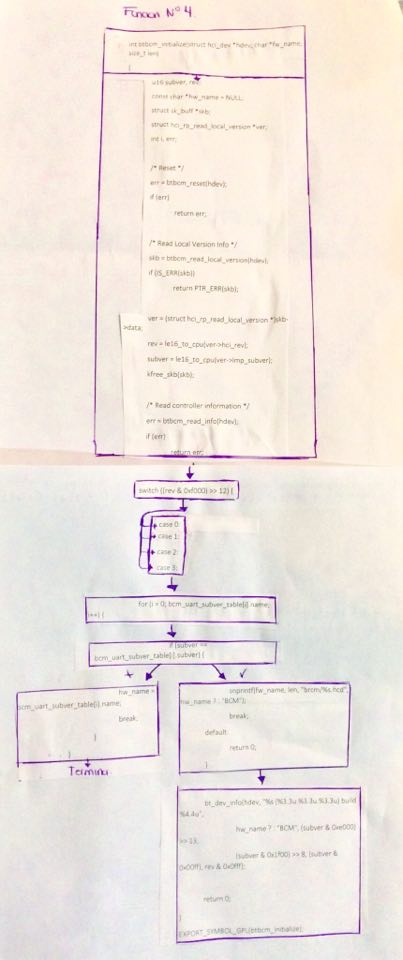 Funcion Nº 4.
int btbcm_initialize(struct hci_dev *hdev, char *fw_name,
size_t len)
{
u16 subver, rev;
const char *hw_name = NULL;
struct sk_buff *skb;
struct hci_rp_read_local_version *ver;
int i, err;
/* Reset */
err = btbcm_reset(hdev);
if (err)
return err;
/* Read Local Version Info */
skb = btbcm_read_local_version(hdev);
if (IS_ERR(skb))
return PTR_ERR(skb);
ver = (struct hci_rp_read_local_version *)skb-
>data;
rev = le16_to_cpu(ver->hci_rev);
subver = le16_to_cpu(ver->lmp_subver);
kfree_skb(skb);
/* Read controller information */
err = btbcm_read_info(hdev);
if (err)
return err;
switch ((rev & 0xf000) >> 12) {
case 0:
case 1:
case 2:
case 3:
for (i = 0; bcm_uart_subver_table[i].name;
i++) {
if (subver ==
bcm_uart_subver_table[i].subver) {
hw_name =
bcm_uart_subver_table[i].name;
break;
}
}
Termina
snprintf(fw_name, len, "brcm/%s.hcd",
hw_name ? : "BCM");
break;
default:
return 0;
}
bt_dev_info(hdev, "%s (%3.3u.%3.3u.%3.3u) build
%4.4u",
hw_name ? : "BCM", (subver & 0xe000)
>> 13,
(subver & 0x1f00) >> 8, (subver &
0x00ff), rev & 0x0fff);
return 0;
}
EXPORT_SYMBOL_GPL(btbcm_initialize);